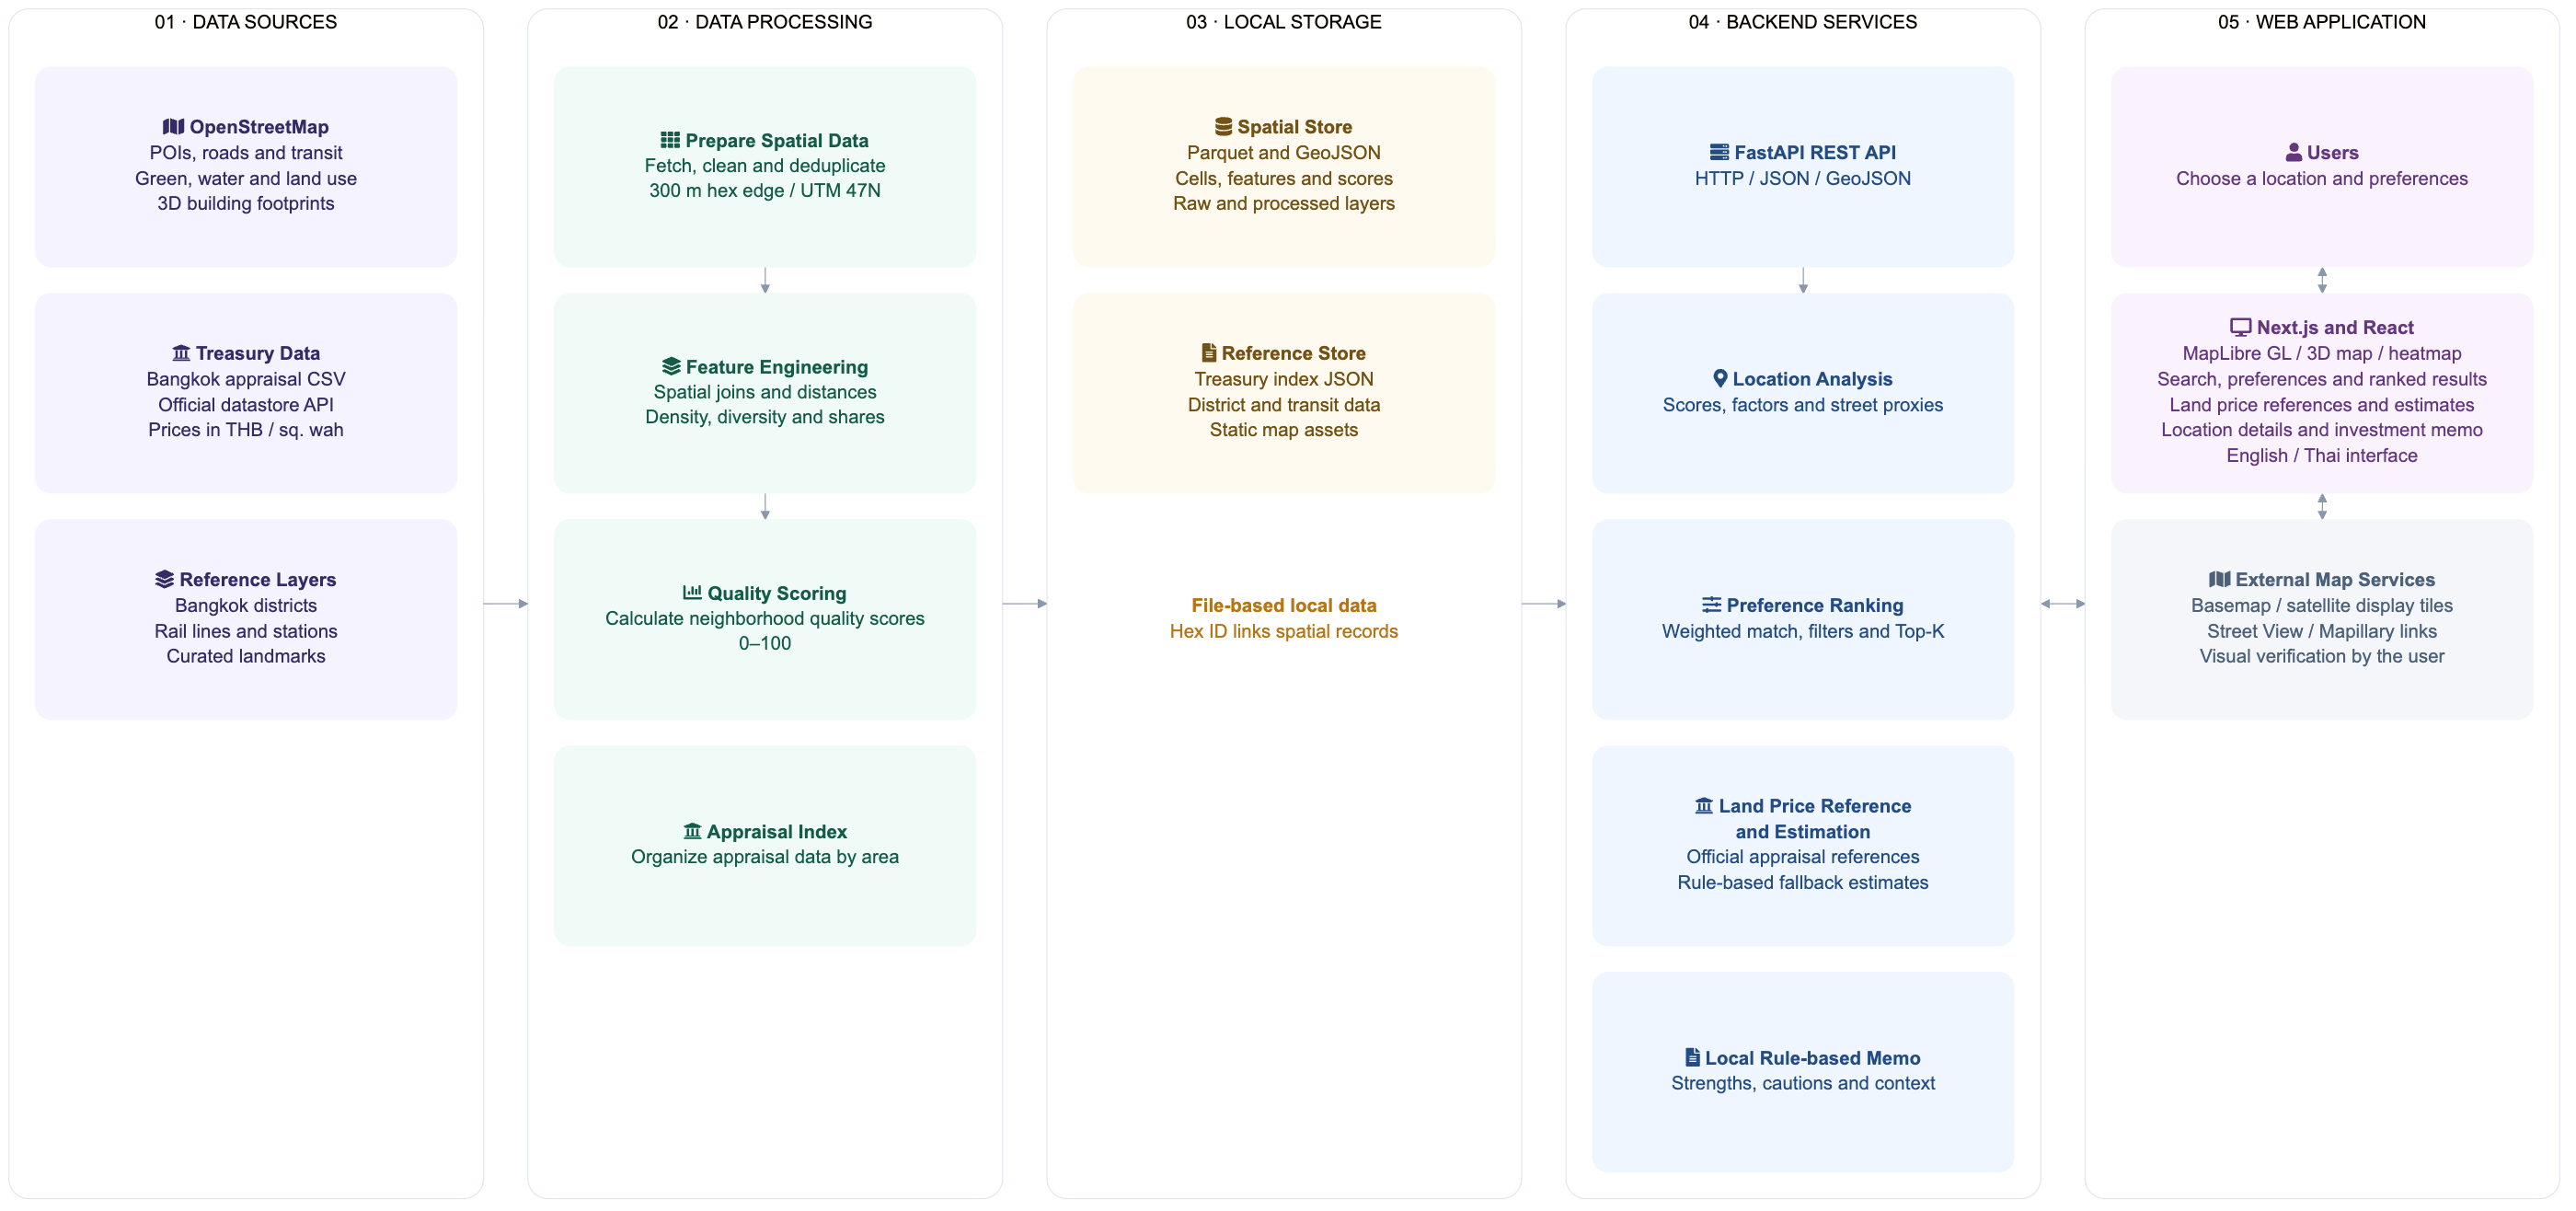 01 · DATA SOURCES
OpenStreetMap
POIs, roads and transit
Green, water and land use
3D building footprints
Treasury Data
Bangkok appraisal CSV
Official datastore API
Prices in THB / sq. wah
Reference Layers
Bangkok districts
Rail lines and stations
Curated landmarks
02 · DATA PROCESSING
Prepare Spatial Data
Fetch, clean and deduplicate
300 m hex edge / UTM 47N
Feature Engineering
Spatial joins and distances
Density, diversity and shares
Quality Scoring
Calculate neighborhood quality scores
0–100
Appraisal Index
Organize appraisal data by area
03 · LOCAL STORAGE
Spatial Store
Parquet and GeoJSON
Cells, features and scores
Raw and processed layers
Reference Store
Treasury index JSON
District and transit data
Static map assets
File-based local data
Hex ID links spatial records
04 · BACKEND SERVICES
FastAPI REST API
HTTP / JSON / GeoJSON
Location Analysis
Scores, factors and street proxies
Preference Ranking
Weighted match, filters and Top-K
Land Price Reference
and Estimation
Official appraisal references
Rule-based fallback estimates
Local Rule-based Memo
Strengths, cautions and context
05 · WEB APPLICATION
Users
Choose a location and preferences
Next.js and React
MapLibre GL / 3D map / heatmap
Search, preferences and ranked results
Land price references and estimates
Location details and investment memo
English / Thai interface
External Map Services
Basemap / satellite display tiles
Street View / Mapillary links
Visual verification by the user